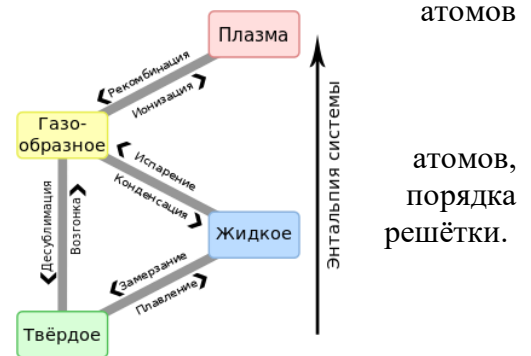 атомов
Плазма
Рекомбинация
Ионизация
Газо-
образное
Испарение
Конденсация
Энтальпия системы
атомов,
порядка
решётки.
Десублимация
Возгонка
Жидкое
Замерзание
Плавление
Твёрдое